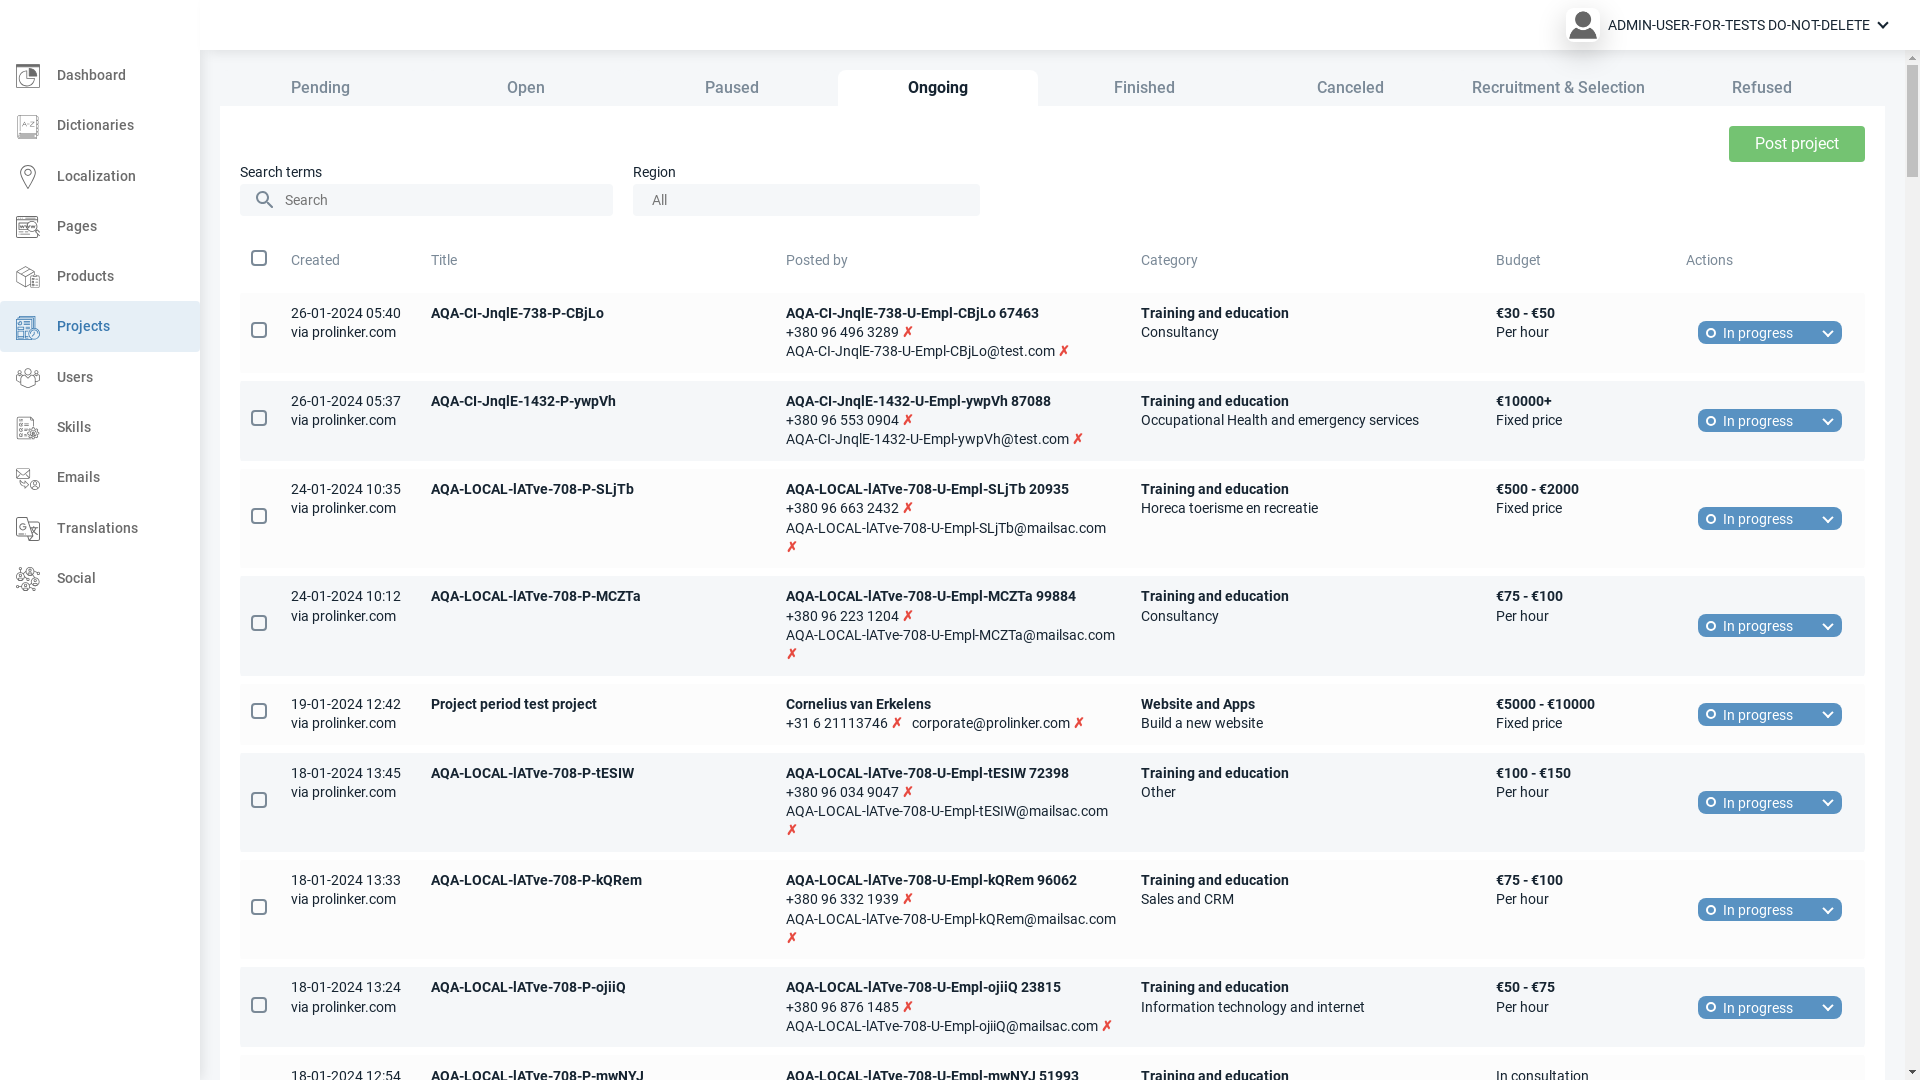 ADMIN-USER-FOR-TESTS DO-NOT-DELETE
Dashboard
Dictionaries
Localization
Pages
Products
Projects
Users
Skills
Emails
Translations
Social
Pending Open Paused Ongoing Finished Canceled Recruitment & Selection Refused
Post project
Search terms Region
Search All
Created Title Posted by Category Budget Actions
26-01-2024 05:40 AQA-CI-JnqlE-738-P-CBjLo AQA-CI-JnqlE-738-U-Empl-CBjLo 67463 Training and education €30 - €50
via prolinker.com +380 96 496 3289 ✗ Consultancy Per hour In progress
AQA-CI-JnqlE-738-U-Empl-CBjLo@test.com ✗
26-01-2024 05:37 AQA-CI-JnqlE-1432-P-ywpVh AQA-CI-JnqlE-1432-U-Empl-ywpVh 87088 Training and education €10000+
via prolinker.com +380 96 553 0904 ✗ Occupational Health and emergency services Fixed price In progress
AQA-CI-JnqlE-1432-U-Empl-ywpVh@test.com ✗
24-01-2024 10:35 AQA-LOCAL-lATve-708-P-SLjTb AQA-LOCAL-lATve-708-U-Empl-SLjTb 20935 Training and education €500 - €2000
via prolinker.com +380 96 663 2432 ✗ Horeca toerisme en recreatie Fixed price In progress
AQA-LOCAL-lATve-708-U-Empl-SLjTb@mailsac.com
✗
24-01-2024 10:12 AQA-LOCAL-lATve-708-P-MCZTa AQA-LOCAL-lATve-708-U-Empl-MCZTa 99884 Training and education €75 - €100
via prolinker.com +380 96 223 1204 ✗ Consultancy Per hour In progress
AQA-LOCAL-lATve-708-U-Empl-MCZTa@mailsac.com
✗
19-01-2024 12:42 Project period test project Cornelius van Erkelens Website and Apps €5000 - €10000
via prolinker.com +31 6 21113746 ✗ corporate@prolinker.com ✗ Build a new website Fixed price In progress
18-01-2024 13:45 AQA-LOCAL-lATve-708-P-tESIW AQA-LOCAL-lATve-708-U-Empl-tESIW 72398 Training and education €100 - €150
via prolinker.com +380 96 034 9047 ✗ Other Per hour In progress
AQA-LOCAL-lATve-708-U-Empl-tESIW@mailsac.com
✗
18-01-2024 13:33 AQA-LOCAL-lATve-708-P-kQRem AQA-LOCAL-lATve-708-U-Empl-kQRem 96062 Training and education €75 - €100
via prolinker.com +380 96 332 1939 ✗ Sales and CRM Per hour In progress
AQA-LOCAL-lATve-708-U-Empl-kQRem@mailsac.com
✗
18-01-2024 13:24 AQA-LOCAL-lATve-708-P-ojiiQ AQA-LOCAL-lATve-708-U-Empl-ojiiQ 23815 Training and education €50 - €75
via prolinker.com +380 96 876 1485 ✗ Information technology and internet Per hour In progress
AQA-LOCAL-lATve-708-U-Empl-ojiiQ@mailsac.com ✗
18-01-2024 12:54 AQA-LOCAL-lATve-708-P-mwNYJ AQA-LOCAL-lATve-708-U-Empl-mwNYJ 51993 Training and education In consultation